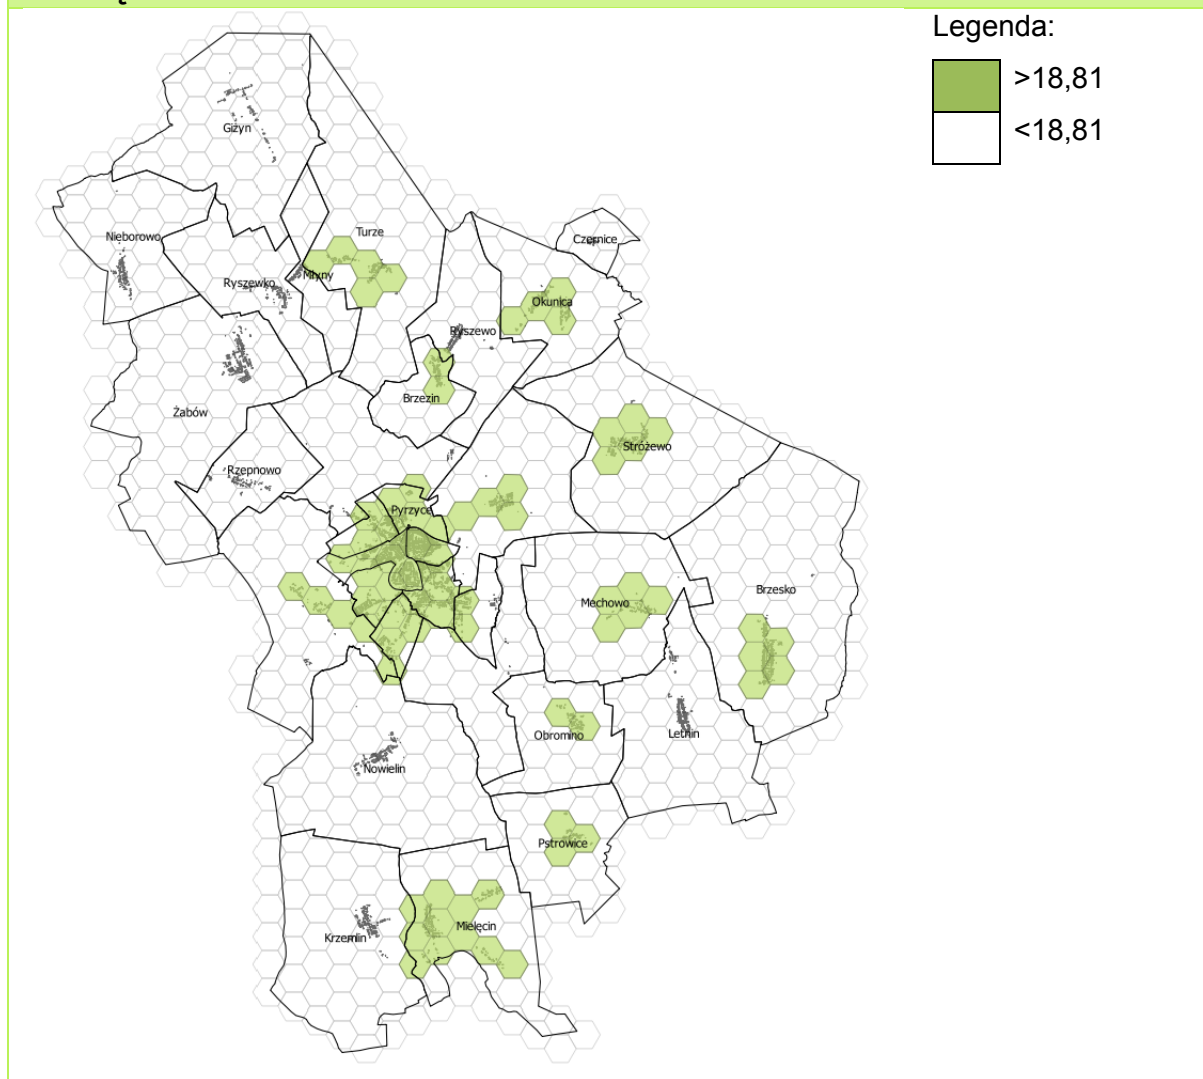 Legenda:
>18,81
<18,81
Giżyn
Nieborowo
Turze
Czernice
Ryszewko
Młyny
Okunica
Ryszewo
Brzezin
Żabów
Stróżewo
Rzepnowo
Pyrzyce
Mechowo
Brzesko
Obromino
Letnin
Nowielin
Pstrowice
Mielęcin
Krzemlin